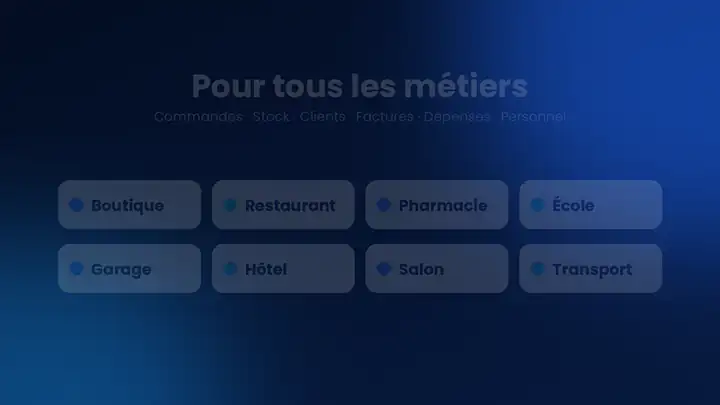 Pour tous les métiers
Commandes · Stock · Clients · Factures · Dépenses · Personnel
Boutique
Restaurant
Pharmacie
École
Garage
Hôtel
Salon
Transport